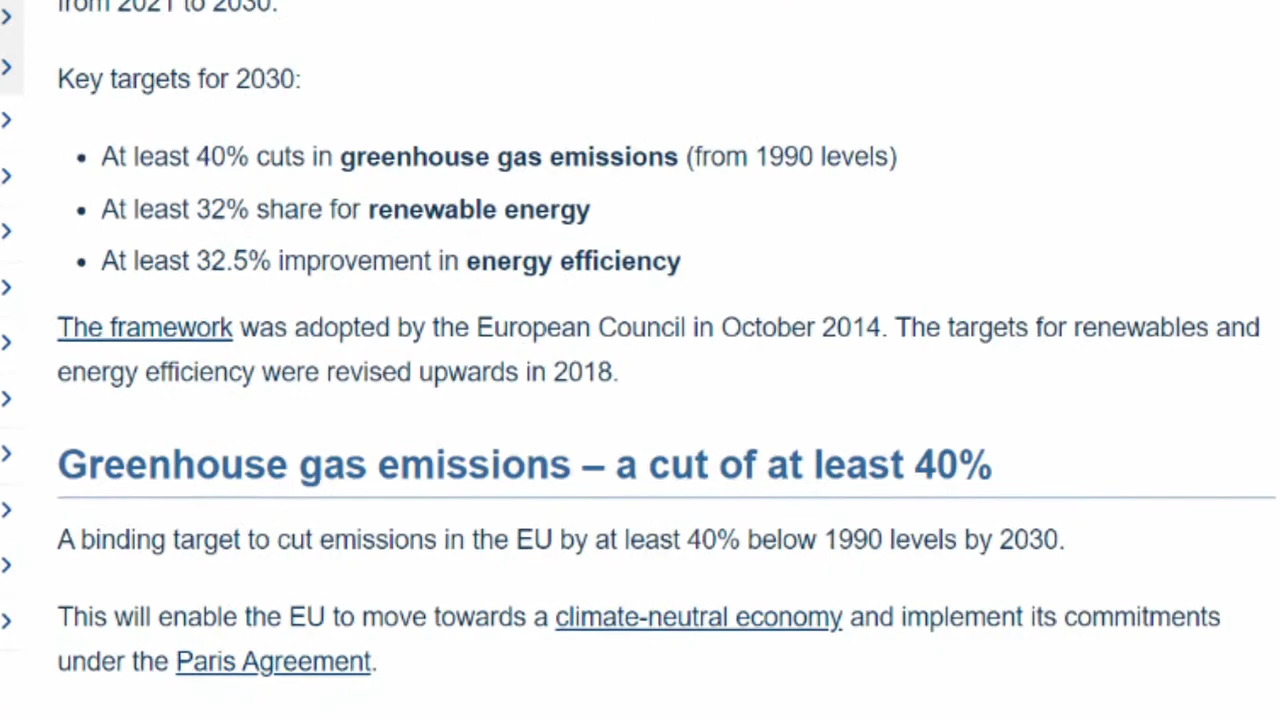 from 2021 to 2030.
Key targets for 2030:
• At least 40% cuts in greenhouse gas emissions (from 1990 levels)
• At least 32% share for renewable energy
• At least 32.5% improvement in energy efficiency
The framework was adopted by the European Council in October 2014. The targets for renewables and
energy efficiency were revised upwards in 2018.
Greenhouse gas emissions – a cut of at least 40%
A binding target to cut emissions in the EU by at least 40% below 1990 levels by 2030.
This will enable the EU to move towards a climate-neutral economy and implement its commitments
under the Paris Agreement.